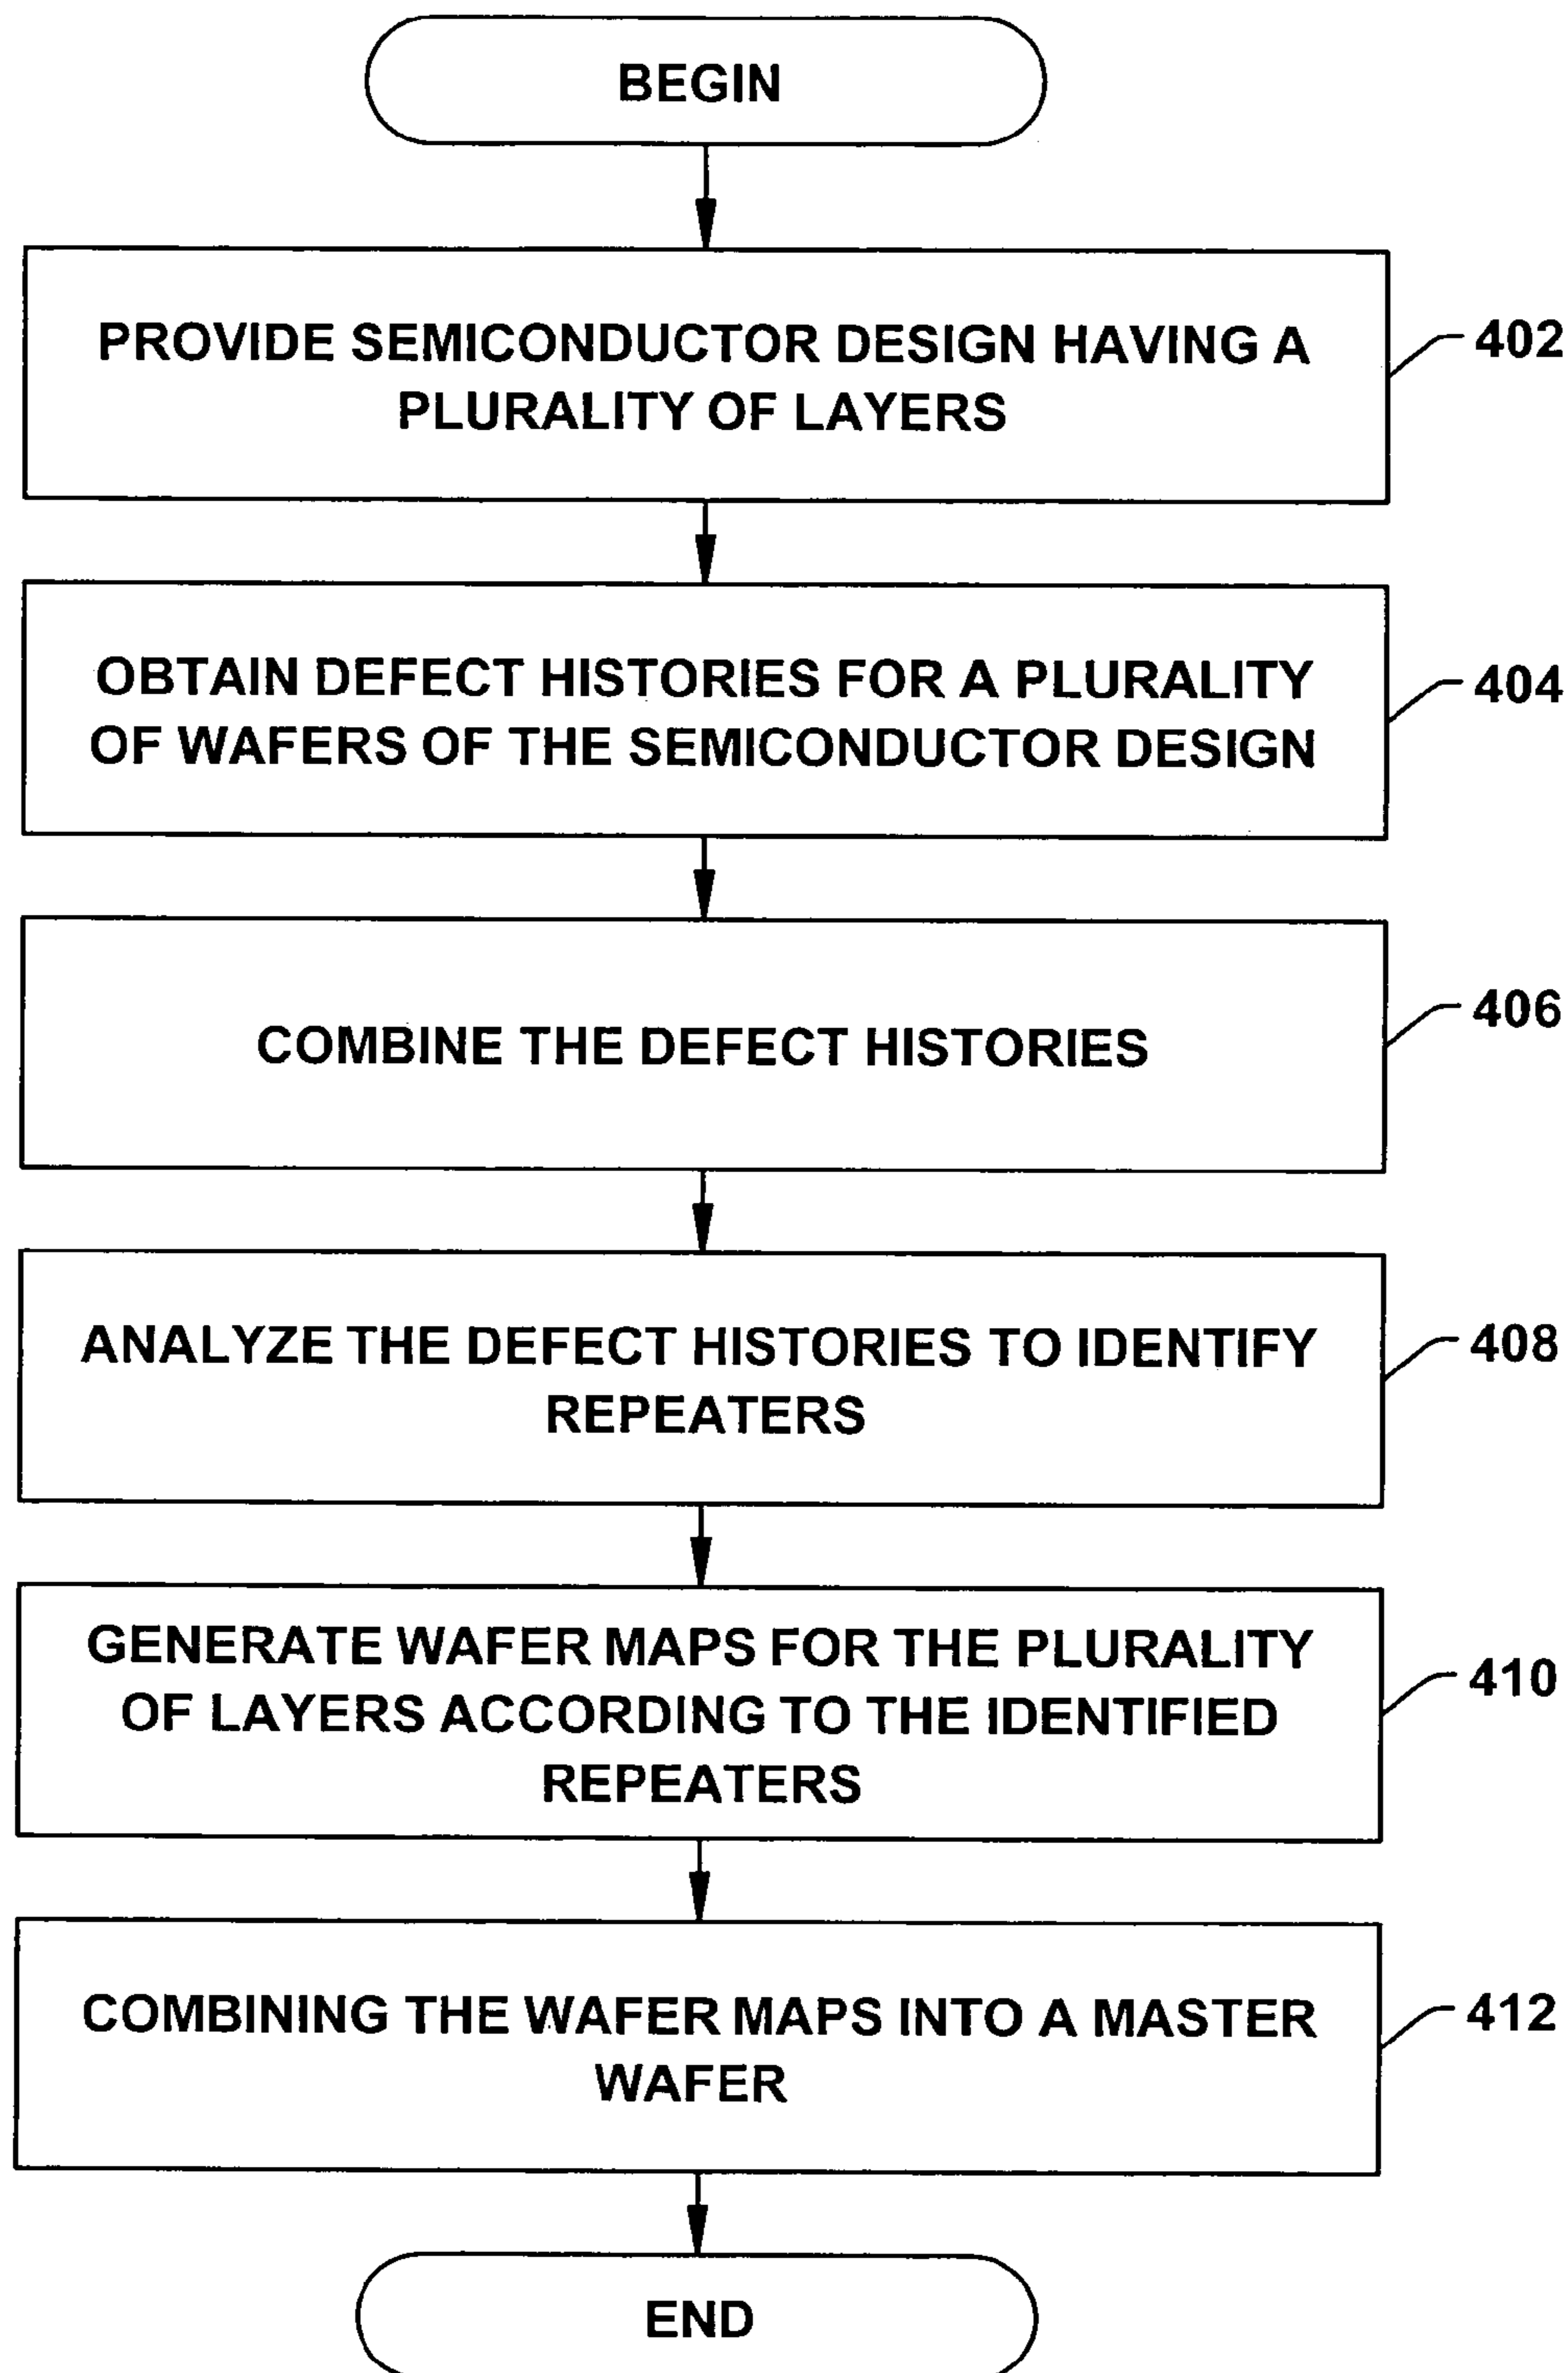 BEGIN
PROVIDE SEMICONDUCTOR DESIGN HAVING A
PLURALITY OF LAYERS
402
OBTAIN DEFECT HISTORIES FOR A PLURALITY
OF WAFERS OF THE SEMICONDUCTOR DESIGN
404
COMBINE THE DEFECT HISTORIES
406
ANALYZE THE DEFECT HISTORIES TO IDENTIFY
REPEATERS
408
GENERATE WAFER MAPS FOR THE PLURALITY
OF LAYERS ACCORDING TO THE IDENTIFIED
REPEATERS
410
COMBINING THE WAFER MAPS INTO A MASTER
WAFER
412
END